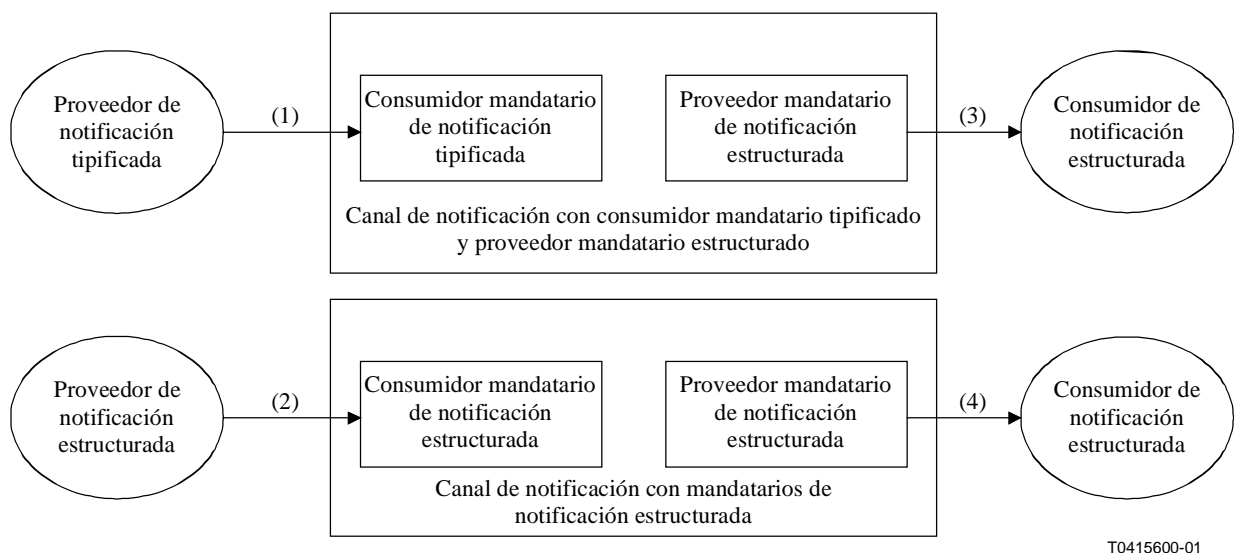 Proveedor de
notificación
tipificada
(1)
Consumidor mandatario
de notificación
tipificada
Proveedor mandatario
de notificación
estructurada
(3)
Consumidor de
notificación
estructurada
Canal de notificación con consumidor mandatario tipificado
y proveedor mandatario estructurado
Proveedor de
notificación
estructurada
(2)
Consumidor mandatario
de notificación
estructurada
Proveedor mandatario
de notificación
estructurada
(4)
Consumidor de
notificación
estructurada
Canal de notificación con mandatarios de
notificación estructurada
T0415600-01